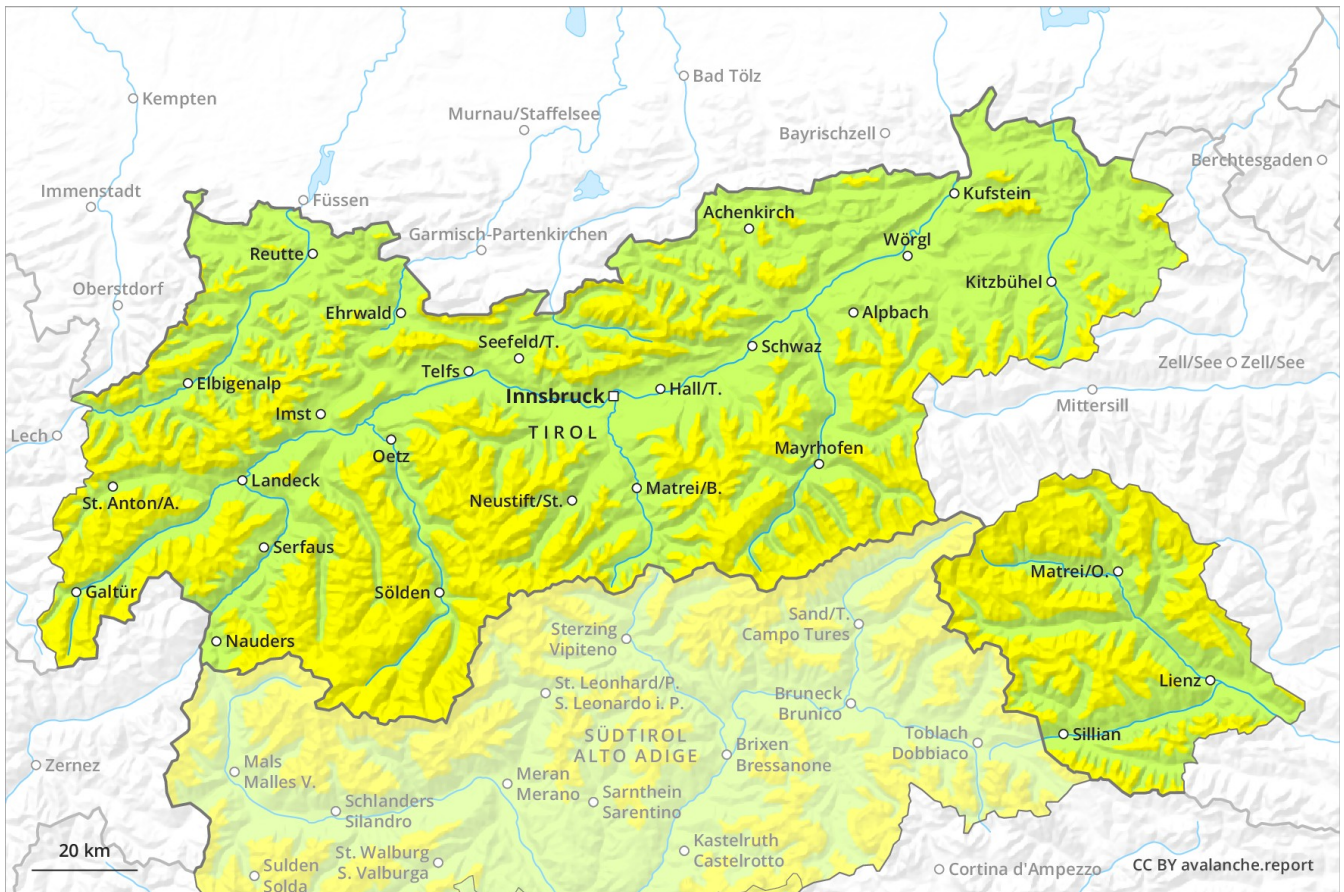 Kempten
Bad Tölz
Murnau/Staffelsee
Bayrischzell
Berchtesgaden
Immenstadt
Füssen
Kufstein
Achenkirch
Garmisch-Partenkirchen
Wörgl
Reutte
Oberstdorf
Kitzbühel
Ehrwald
Alpbach
Seefeld/T.
Schwaz
Zell/See
Zell/See
Telfs
Elbigenalp
Innsbruck
Hall/T.
Mittersill
Imst
TIROL
Lech
Oetz
Mayrhofen
Landeck
Matrei/B.
St. Anton/A.
Neustift/St.
Serfaus
Matrei/O.
Galtür
Sölden
Sand/T.
Campo Tures
Sterzing
Vipiteno
Nauders
Lienz
St. Leonhard/P.
S. Leonardo i. P.
Bruneck
Brunico
SÜDTIROL
ALTO ADIGE
Sillian
Toblach
Dobbiaco
Brixen
Bressanone
Zernez
Mals
Malles V.
Meran
Merano
Schlanders
Silandro
Sarnthein
Sarentino
Kastelruth
Castelrotto
20 km
St. Walburg
S. Valburga
Sulden
Solda
Cortina d'Ampezzo
CC BY avalanche.report